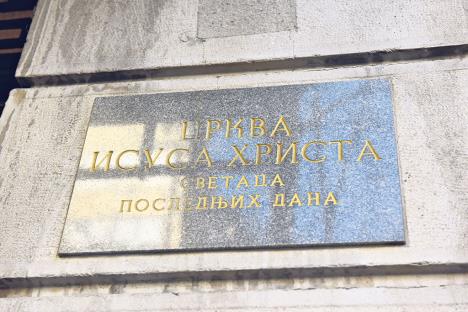 ЦРКВА
ИСУСА ХРИСТА
СВЕТАЦА
ПОСЛЕДЊИХ ДАНА